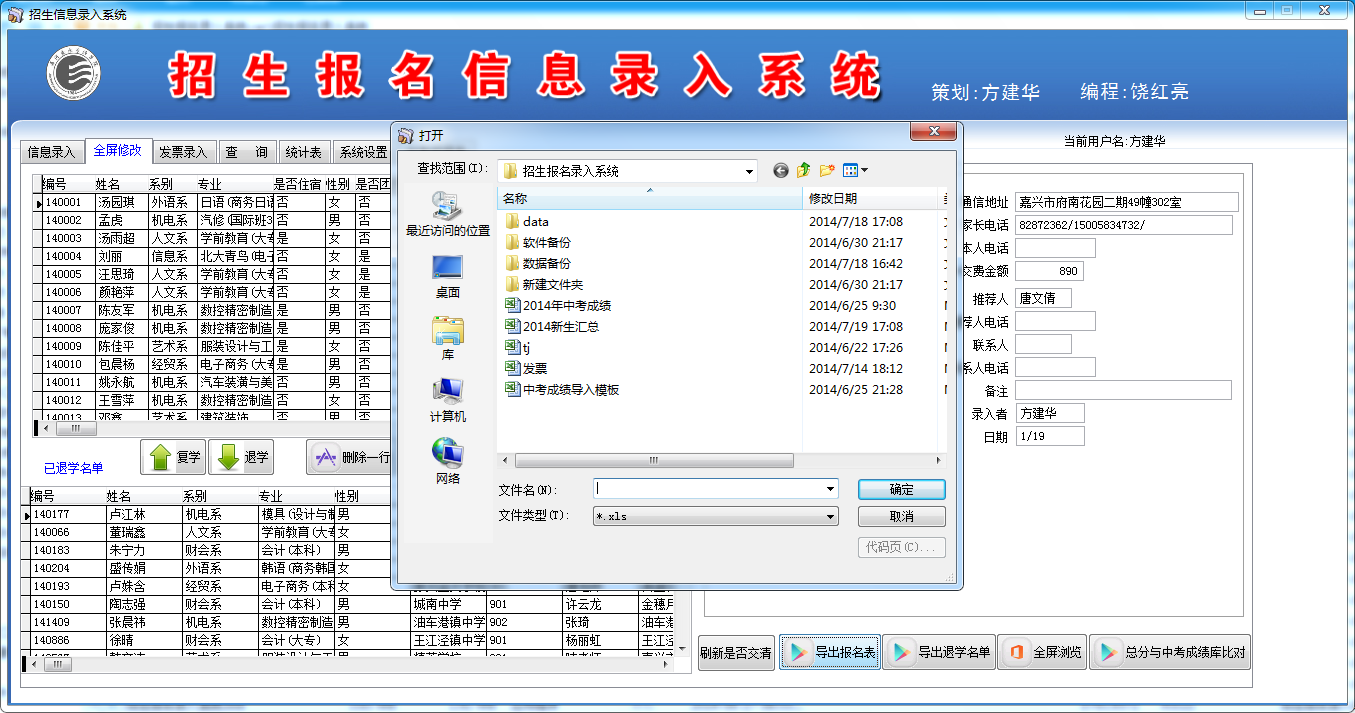 招生信息录入系统
招生报名信息录入系统
策划:方建华 编程:饶红亮
当前用户名:方建华
信息录入 全屏修改 发票录入 查 询 统计表 系统设置
编号 姓名 系别 专业 是否住宿 性别 是否团
140001 汤园琪 外语系 日语(商务日语 是 女 否
140002 孟虎 机电系 汽修(国际班3 否 男 否
140003 汤雨超 人文系 学前教育(大专 是 女 否
140004 刘丽 信息系 北大青鸟(电子 否 女 是
140005 汪思琦 人文系 学前教育(大专 是 女 否
140006 颜艳萍 人文系 学前教育(大专 否 女 是
140007 陈友军 机电系 数控精密制造 是 男 否
140008 庞家俊 机电系 数控精密制造 是 男 否
140009 陈佳平 艺术系 服装设计与工 是 男 否
140010 包晨杨 经贸系 电子商务(大专 是 男 否
140011 姚永航 机电系 汽车装潢与美 否 男 否
140012 王雪萍 机电系 数控精密制造 否 女 否
140013 邓鑫 艺术系 建筑装饰 否 男 否
已退学名单
复学
退学
删除一行
编号 姓名 系别 专业 性别
140177 卢江林 机电系 模具(设计与制 男
140066 董瑞鑫 人文系 学前教育(大专 女
140183 朱宁力 财会系 会计(本科) 男
140204 盛传娟 外语系 韩语(商务韩国 女
140193 卢姝含 经贸系 电子商务(本科 女
140150 陶志强 财会系 会计(本科) 男 城南中学 901 许云龙 金穗月
141409 张晨祎 机电系 数控精密制造 男 油车港镇中学 902 张琦 油车港
140886 徐晴 财会系 会计(大专) 女 王江泾镇中学 901 杨丽虹 王江泾
打开
查找范围(I): 招生报名录入系统
最近访问的位置
桌面
库
计算机
网络
名称 修改日期
data 2014/7/18 17:08
软件备份 2014/6/30 21:17
数据备份 2014/7/18 16:42
新建文件夹 2014/6/30 21:17
2014年中考成绩 2014/6/25 9:30
2014新生汇总 2014/7/19 17:08
tj 2014/6/22 17:26
发票 2014/7/14 18:12
中考成绩导入模板 2014/6/25 21:28
文件名(N):
确定
文件类型(T): *.xls
取消
代码页(C)...
通信地址 嘉兴市府南花园二期49幢302室
家长电话 82872362/15005834732/
本人电话
交费金额 890
推荐人 唐文倩
荐人电话
联系人
系人电话
备注
录入者 方建华
日期 1/19
刷新是否交清 导出报名表 导出退学名单 全屏浏览 总分与中考成绩库比对